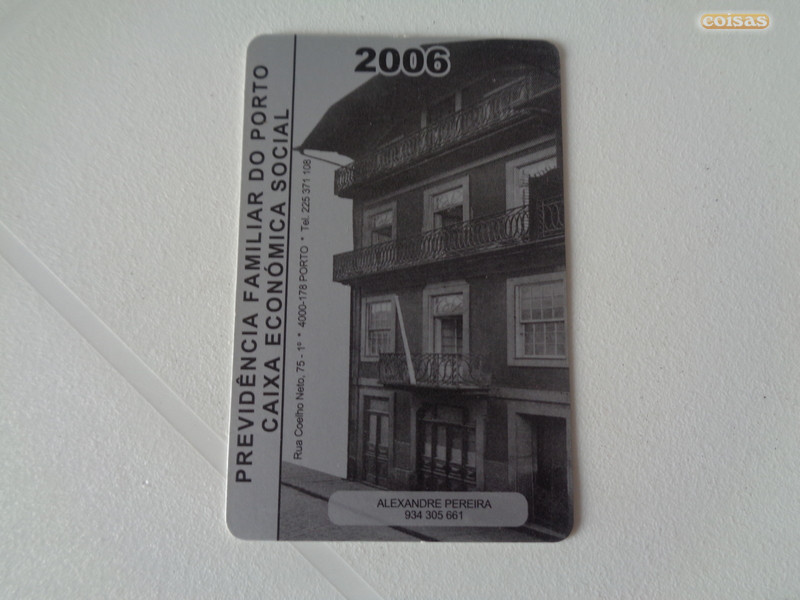 coisas
2006
PREVIDÊNCIA FAMILIAR DO PORTO
CAIXA ECONÓMICA SOCIAL
Rua Coelho Neto, 75 - 1º * 4000-178 PORTO * Tel. 225 371 108
ALEXANDRE PEREIRA
934 305 661